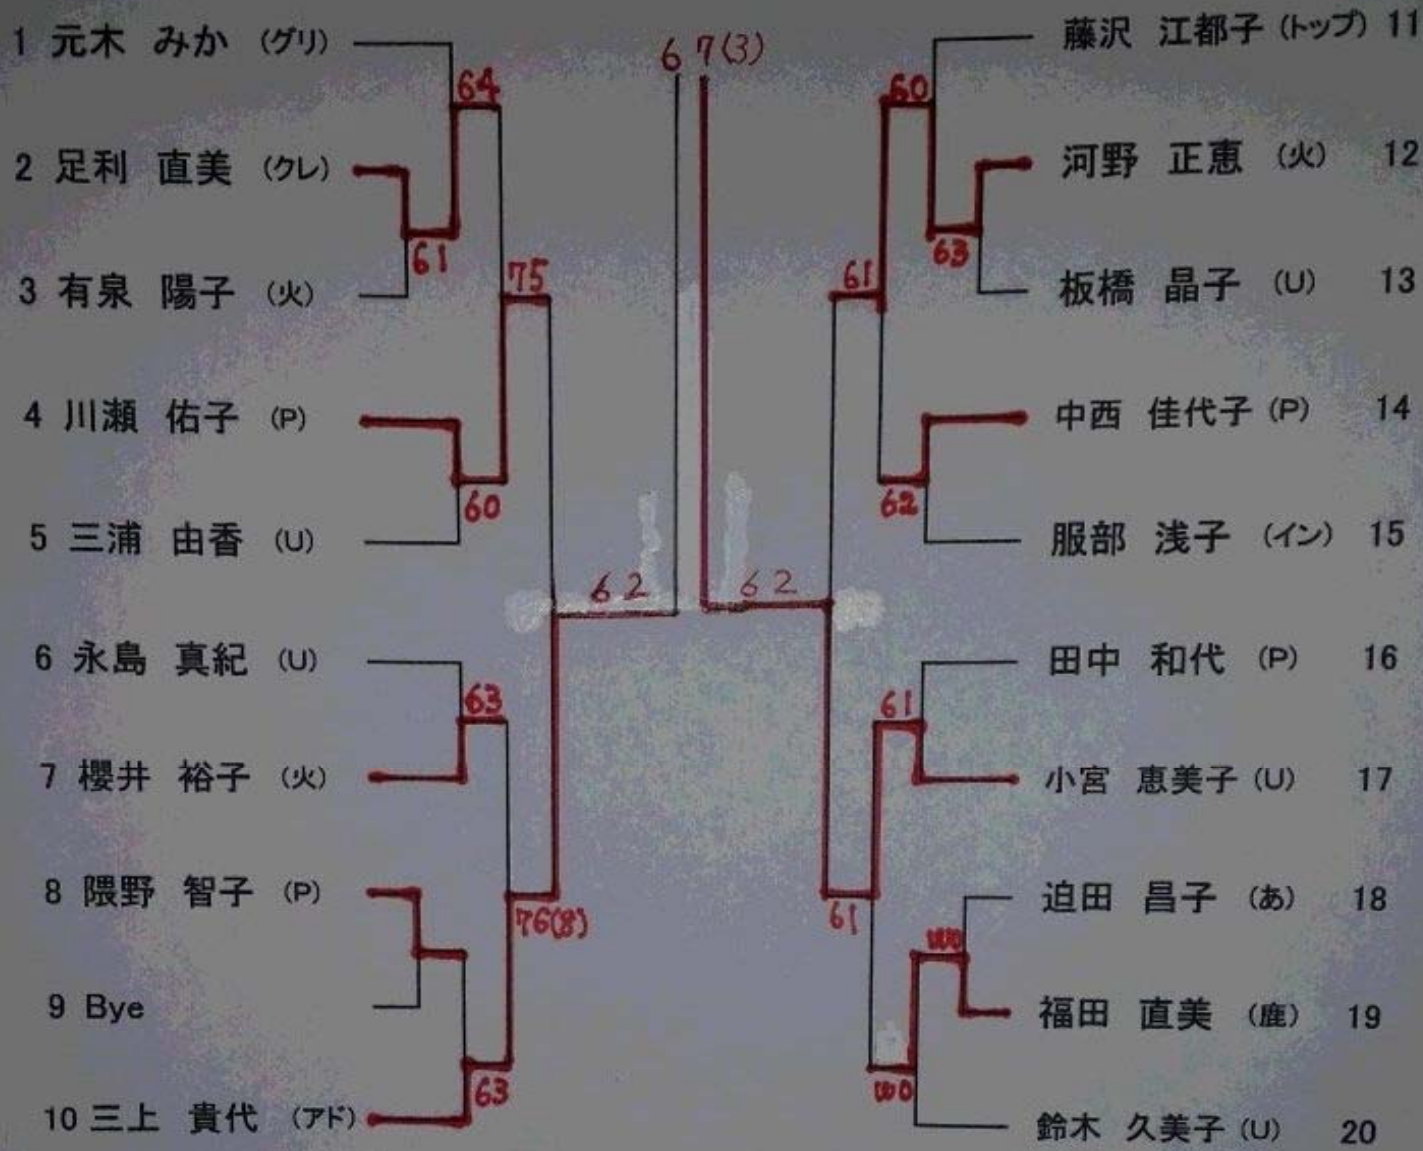 1 元木 みか (グリ)
2 足利 直美 (クレ)
3 有泉 陽子 (火)
4 川瀬 佑子 (P)
5 三浦 由香 (U)
6 永島 真紀 (U)
7 櫻井 裕子 (火)
8 隈野 智子 (P)
9 Bye
10 三上 貴代 (アド)
64
61
75
60
63
76(8)
63
62
6 7(3)
62
60
63
61
62
61
61
wo
wo
藤沢 江都子 (トップ) 11
河野 正恵 (火) 12
板橋 晶子 (U) 13
中西 佳代子 (P) 14
服部 浅子 (イン) 15
田中 和代 (P) 16
小宮 恵美子 (U) 17
迫田 昌子 (あ) 18
福田 直美 (鹿) 19
鈴木 久美子 (U) 20